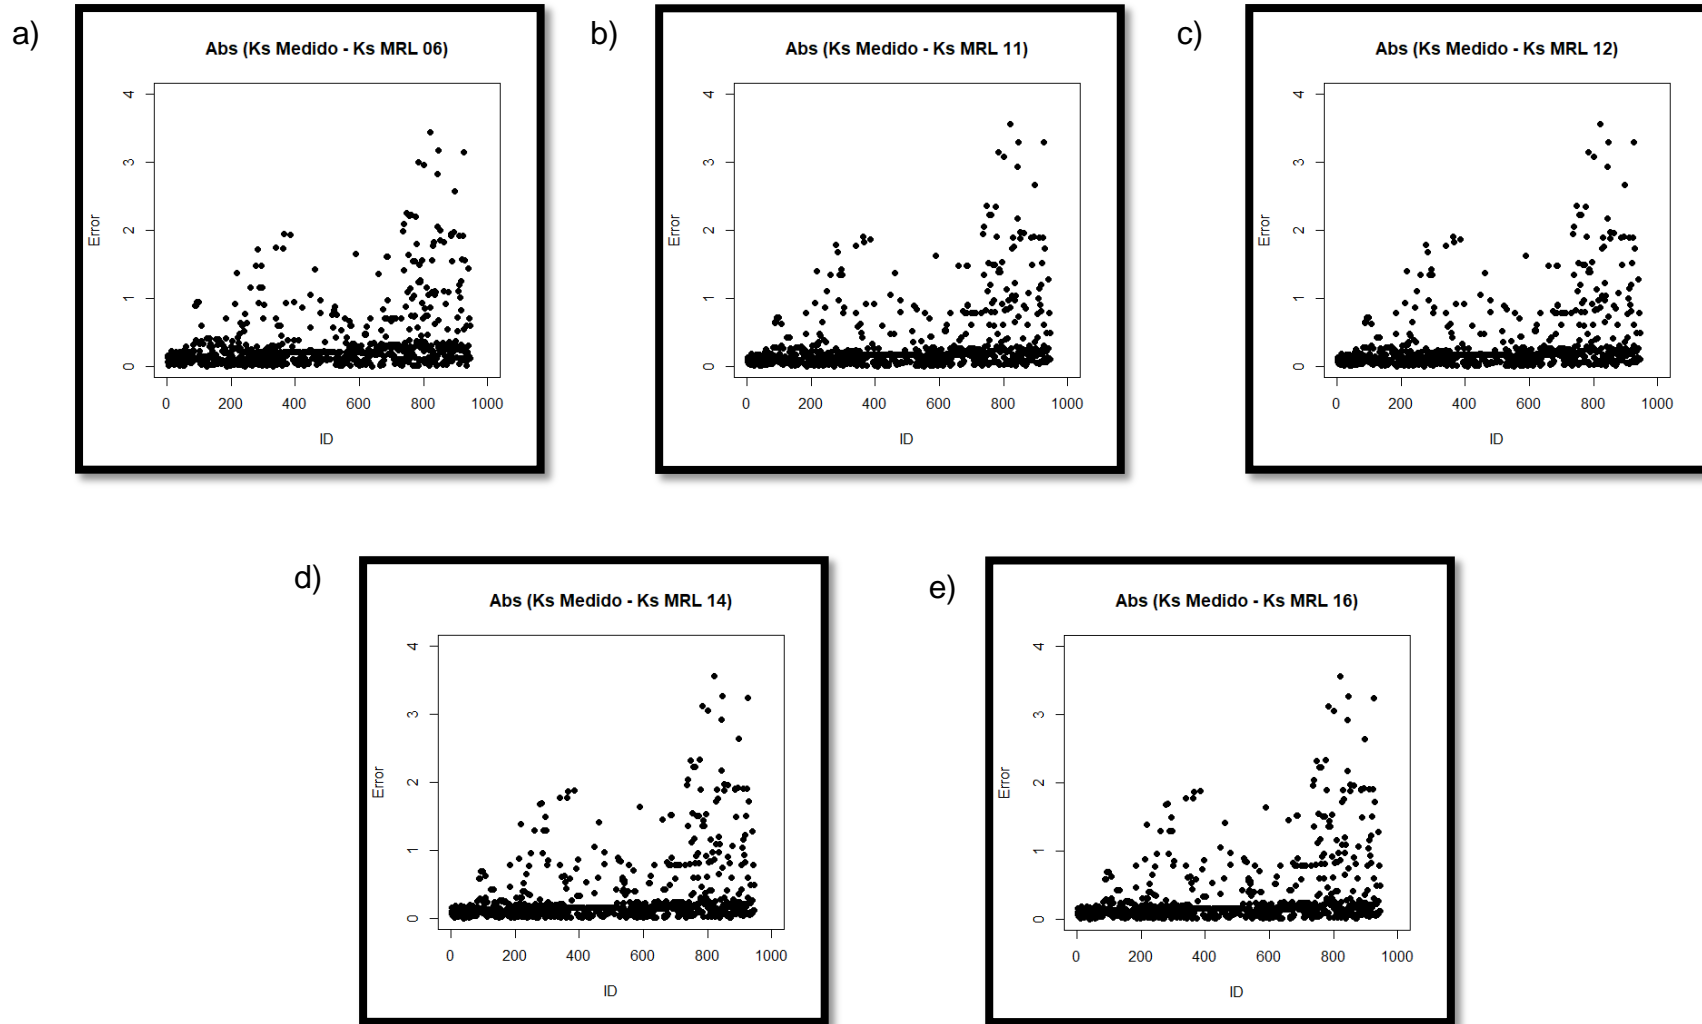 a)
Abs (Ks Medido - Ks MRL 06)
4
3
2
1
0
Error
0 200 400 600 800 1000
ID
b)
Abs (Ks Medido - Ks MRL 11)
4
3
2
1
0
Error
0 200 400 600 800 1000
ID
c)
Abs (Ks Medido - Ks MRL 12)
4
3
2
1
0
Error
0 200 400 600 800 1000
ID
d)
Abs (Ks Medido - Ks MRL 14)
4
3
2
1
0
Error
0 200 400 600 800 1000
ID
e)
Abs (Ks Medido - Ks MRL 16)
4
3
2
1
0
Error
0 200 400 600 800 1000
ID